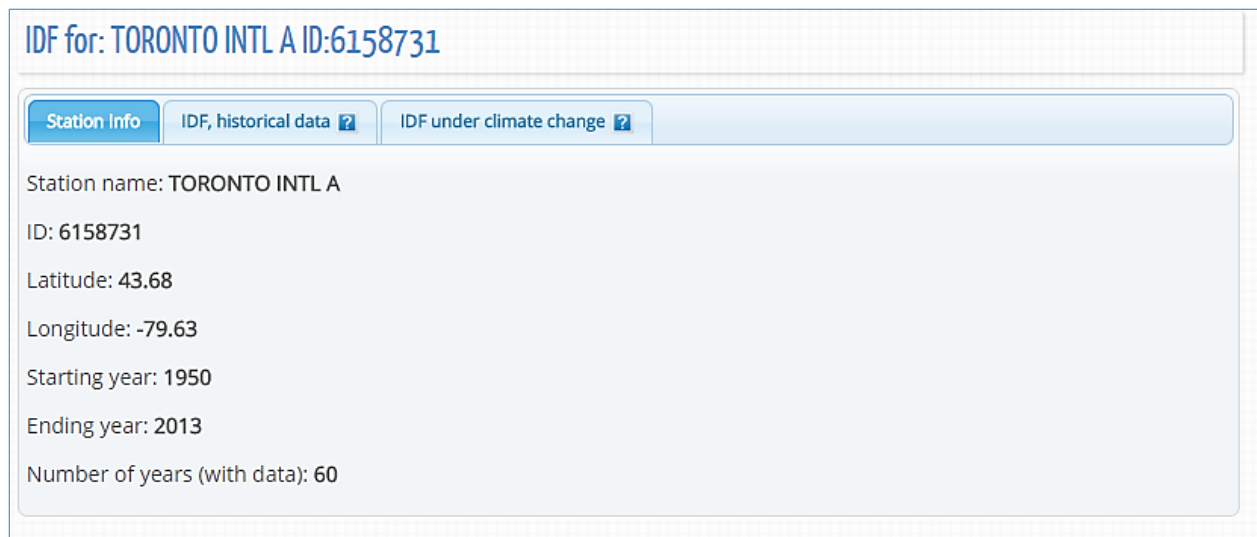 IDF for: TORONTO INTL A ID:6158731
Station Info IDF, historical data ? IDF under climate change ?
Station name: TORONTO INTL A
ID: 6158731
Latitude: 43.68
Longitude: -79.63
Starting year: 1950
Ending year: 2013
Number of years (with data): 60